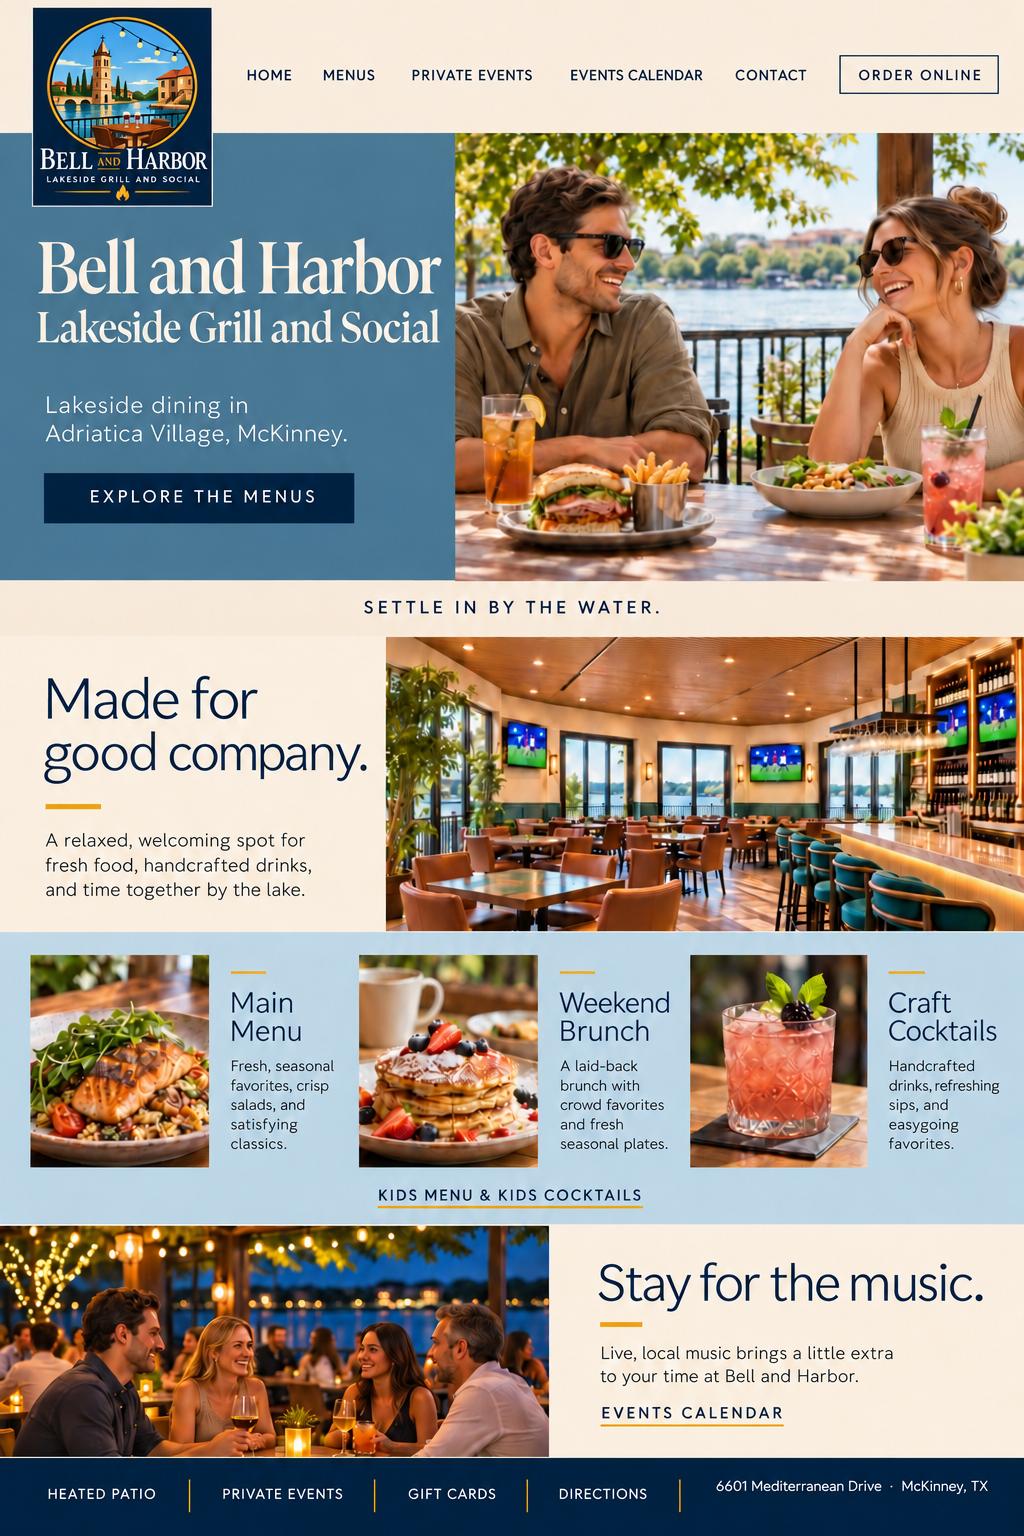 BELL AND HARBOR
LAKESIDE GRILL AND SOCIAL
HOME
MENUS
PRIVATE EVENTS
EVENTS CALENDAR
CONTACT
ORDER ONLINE
Bell and Harbor
Lakeside Grill and Social
Lakeside dining in
Adriatica Village, McKinney.
EXPLORE THE MENUS
SETTLE IN BY THE WATER.
Made for
good company.
A relaxed, welcoming spot for
fresh food, handcrafted drinks,
and time together by the lake.
Main
Menu
Fresh, seasonal
favorites, crisp
salads, and
satisfying
classics.
Weekend
Brunch
A laid-back
brunch with
crowd favorites
and fresh
seasonal plates.
Craft
Cocktails
Handcrafted
drinks, refreshing
sips, and
easygoing
favorites.
KIDS MENU & KIDS COCKTAILS
Stay for the music.
Live, local music brings a little extra
to your time at Bell and Harbor.
EVENTS CALENDAR
HEATED PATIO
PRIVATE EVENTS
GIFT CARDS
DIRECTIONS
6601 Mediterranean Drive · McKinney, TX